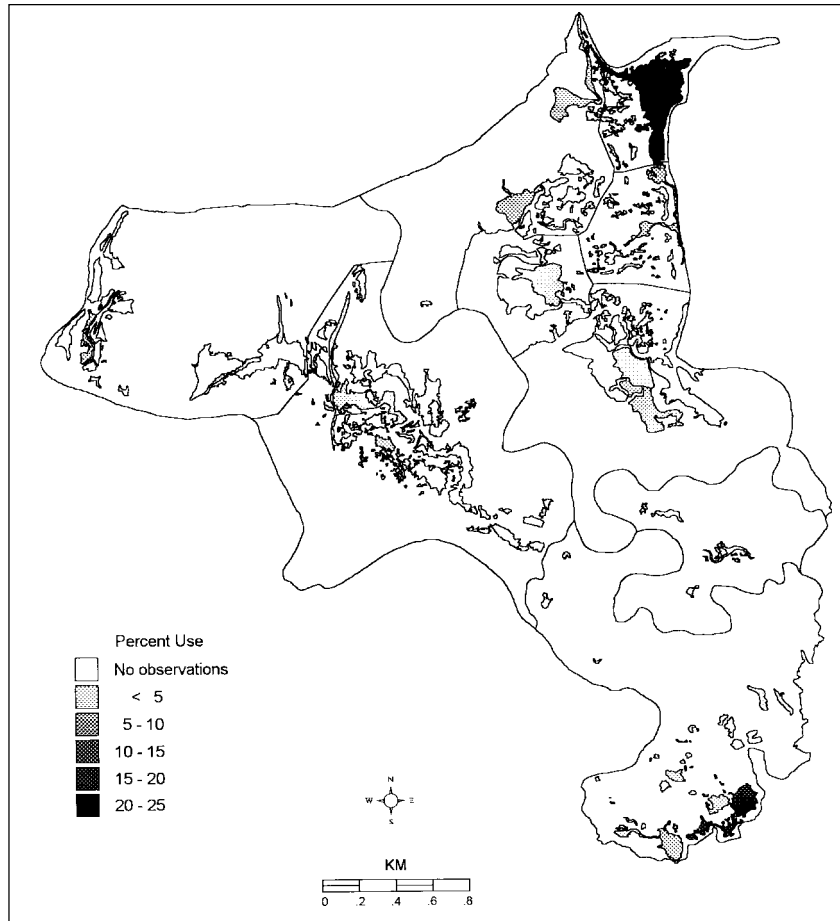 Percent Use
No observations
< 5
5 - 10
10 - 15
15 - 20
20 - 25
N
W E
S
KM
0 .2 .4 .6 .8